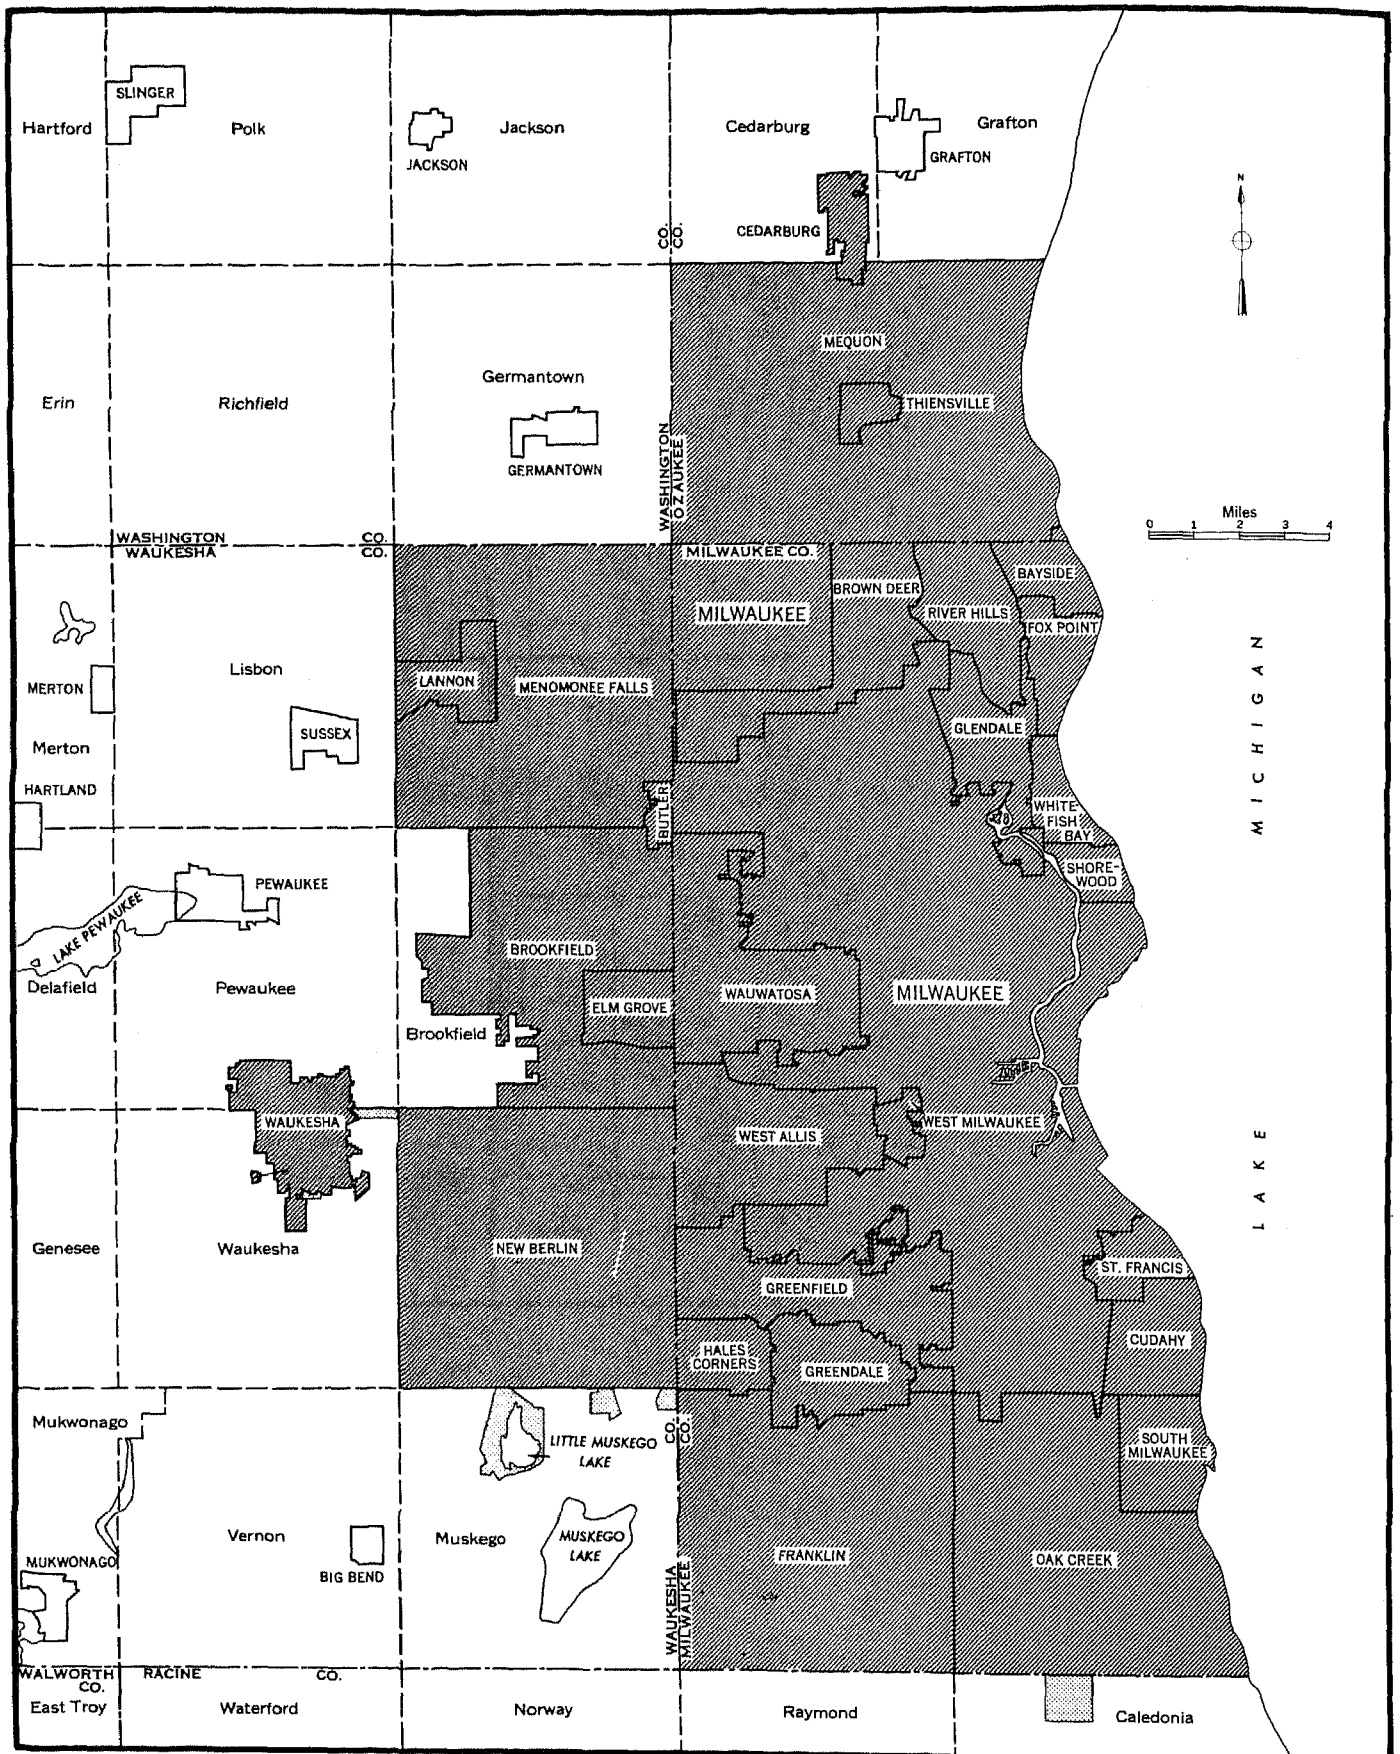 SLINGER
Hartford
Polk
Jackson
JACKSON
Cedarburg
Grafton
GRAFTON
N
CEDARBURG
CO.
CO.
MEQUON
Germantown
Erin
Richfield
THIENSVILLE
GERMANTOWN
WASHINGTON
OZAUKEE
Miles
0 1 2 3 4
WASHINGTON CO.
WAUKESHA CO.
MILWAUKEE CO.
BAYSIDE
BROWN DEER
MILWAUKEE
RIVER HILLS
FOX POINT
MICHIGAN
Lisbon
MERTON
LANNON
MENOMONEE FALLS
GLENDALE
SUSSEX
Merton
HARTLAND
BUTLER
WHITE-
FISH
BAY
SHORE-
WOOD
PEWAUKEE
LAKE PEWAUKEE
BROOKFIELD
Delafield
Pewaukee
ELM GROVE
WAUWATOSA
MILWAUKEE
Brookfield
WAUKESHA
WEST ALLIS
WEST MILWAUKEE
LAKE
Genesee
Waukesha
NEW BERLIN
GREENFIELD
ST. FRANCIS
CUDAHY
HALES
CORNERS
GREENDALE
Mukwonago
CO.
CO.
LITTLE MUSKEGO
LAKE
SOUTH
MILWAUKEE
Vernon
Muskego
MUSKEGO
LAKE
FRANKLIN
OAK CREEK
MUKWONAGO
BIG BEND
WAUKESHA
MILWAUKEE
WALWORTH
CO.
RACINE CO.
East Troy
Waterford
Norway
Raymond
Caledonia